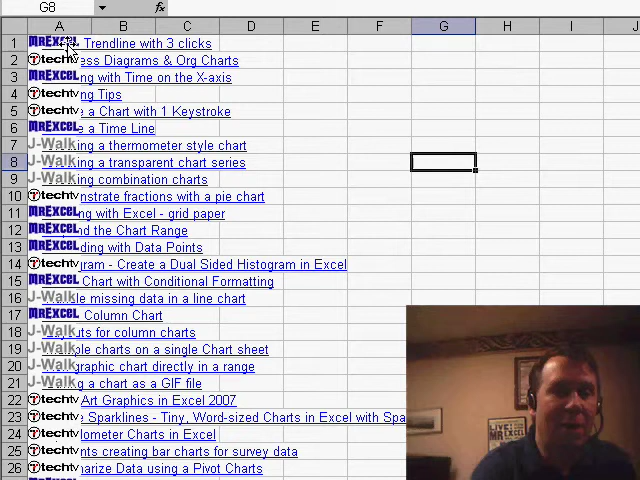 G8 fx
A B C D E F G H I J
1 MREXCEL Trendline with 3 clicks
2 techtv ess Diagrams & Org Charts
3 MREXCEL ng with Time on the X-axis
4 techtv ng Tips
5 techtv e a Chart with 1 Keystroke
6 MREXCEL e a Time Line
7 J-Walk king a thermometer style chart
8 J-Walk king a transparent chart series
9 J-Walk ing combination charts
10 techtv nstrate fractions with a pie chart
11 MREXCEL ng with Excel - grid paper
12 MREXCEL nd the Chart Range
13 MREXCEL ding with Data Points
14 techtv gram - Create a Dual Sided Histogram in Excel
15 MREXCEL Chart with Conditional Formatting
16 J-Walk le missing data in a line chart
17 MREXCEL Column Chart
18 J-Walk uts for column charts
19 J-Walk ple charts on a single Chart sheet
20 J-Walk graphic chart directly in a range
21 J-Walk g a chart as a GIF file
22 techtv Art Graphics in Excel 2007
23 techtv e Sparklines - Tiny, Word-sized Charts in Excel with Spa
24 techtv lometer Charts in Excel
25 techtv nts creating bar charts for survey data
26 techtv narize Data using a Pivot Charts
LIVE!
MREXCEL